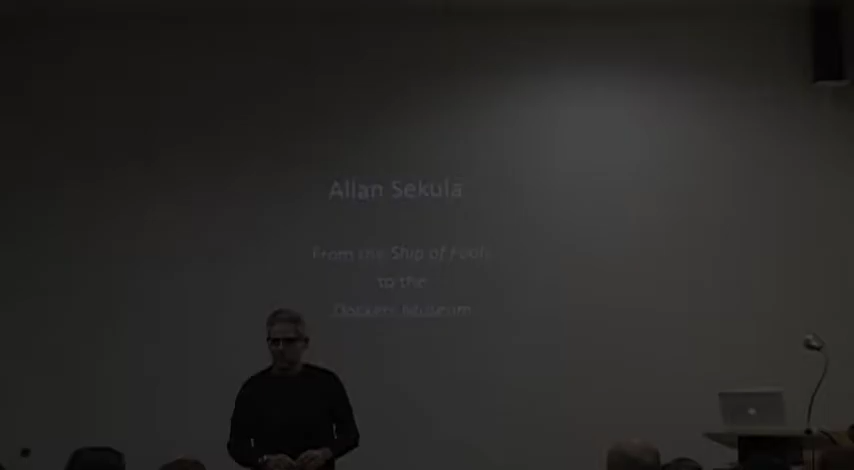 Allan Sekula
From the Ship of Fools
to the
Dockers Museum